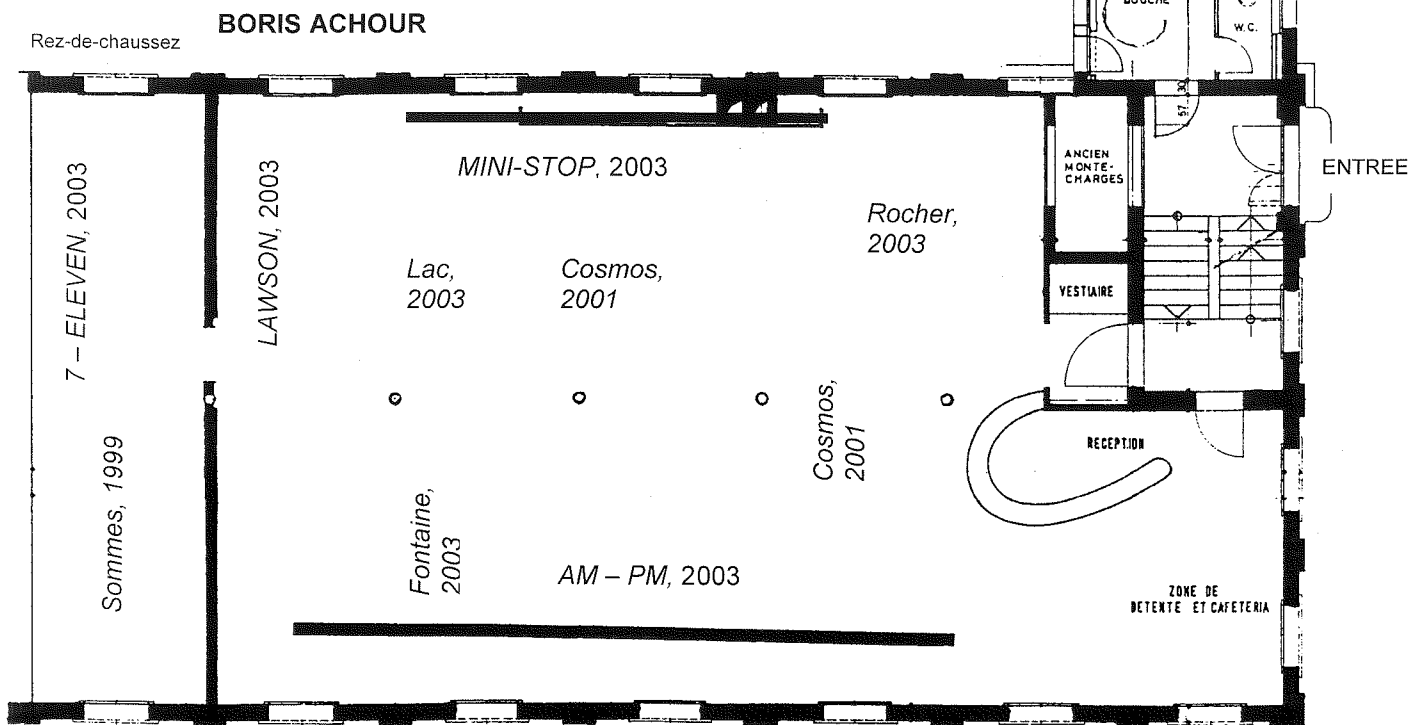 BORIS ACHOUR
Rez-de-chaussez
DOUCHE
W.C.
57 30
7 – ELEVEN, 2003
LAWSON, 2003
MINI-STOP, 2003
ANCIEN
MONTE-
CHARGES
ENTREE
Rocher,
2003
Lac,
2003
Cosmos,
2001
VESTIAIRE
Cosmos,
2001
RECEPTION
Sommes, 1999
Fontaine,
2003
AM – PM, 2003
ZONE DE
DETENTE ET CAFETERIA